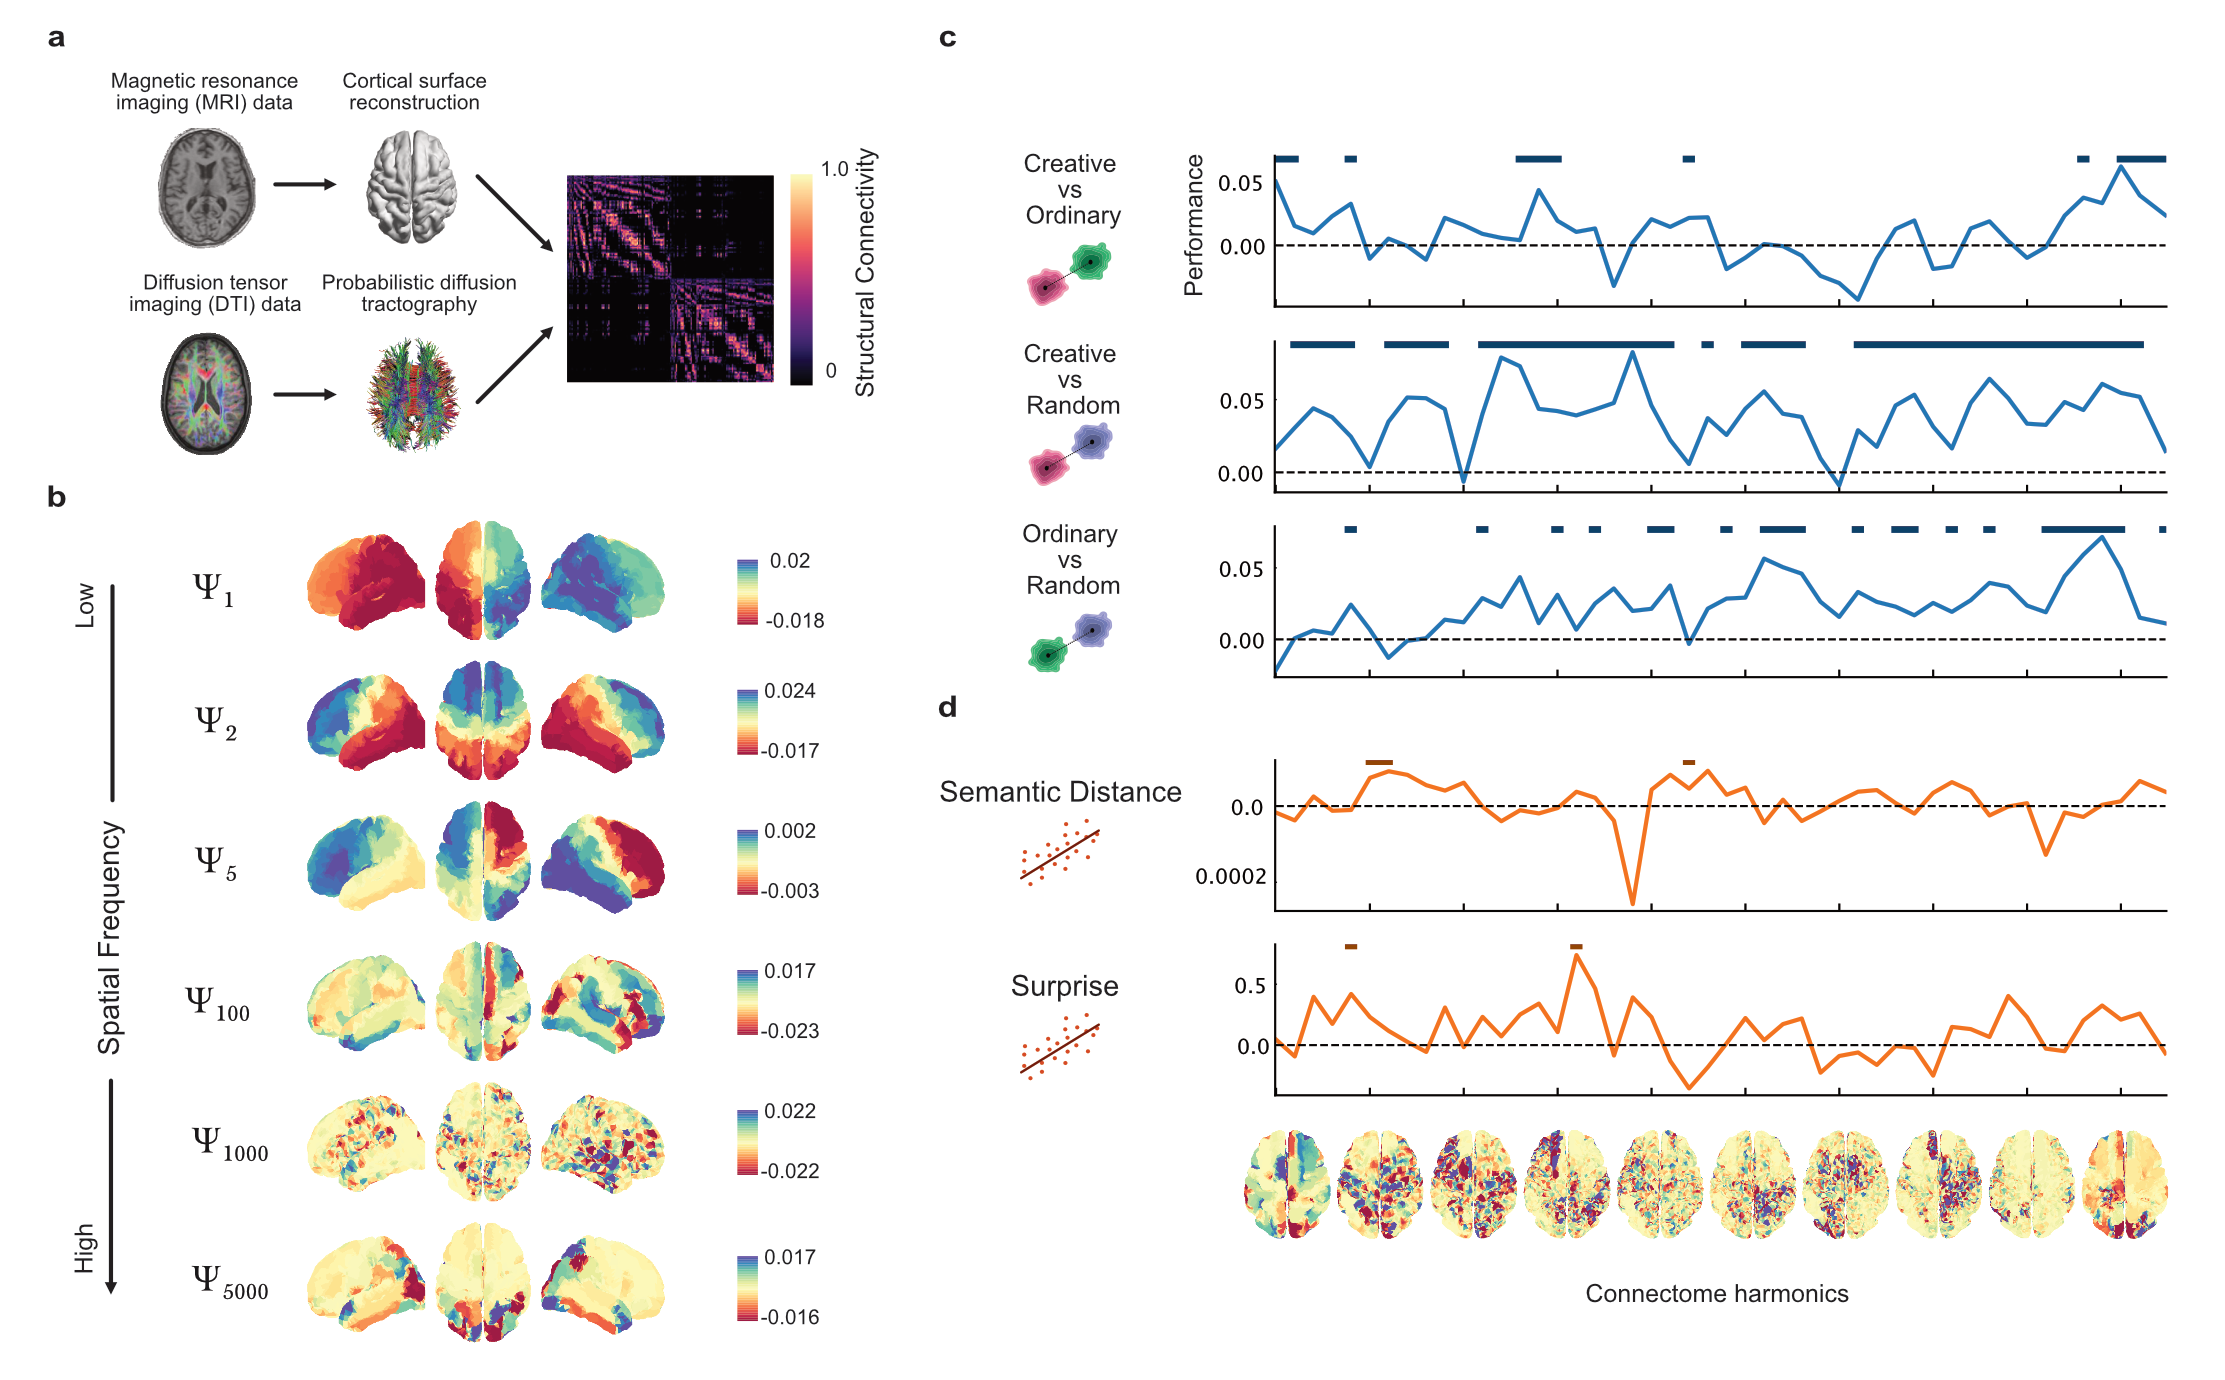 a
Magnetic resonance
imaging (MRI) data
Cortical surface
reconstruction
Diffusion tensor
imaging (DTI) data
Probabilistic diffusion
tractography
1.0
0
Structural Connectivity
b
Low
Spatial Frequency
High
Ψ1
0.02
-0.018
Ψ2
0.024
-0.017
Ψ5
0.002
-0.003
Ψ100
0.017
-0.023
Ψ1000
0.022
-0.022
Ψ5000
0.017
-0.016
c
Creative
vs
Ordinary
Performance
0.05
0.00
Creative
vs
Random
0.05
0.00
Ordinary
vs
Random
0.05
0.00
d
Semantic Distance
0.0
0.0002
Surprise
0.5
0.0
Connectome harmonics